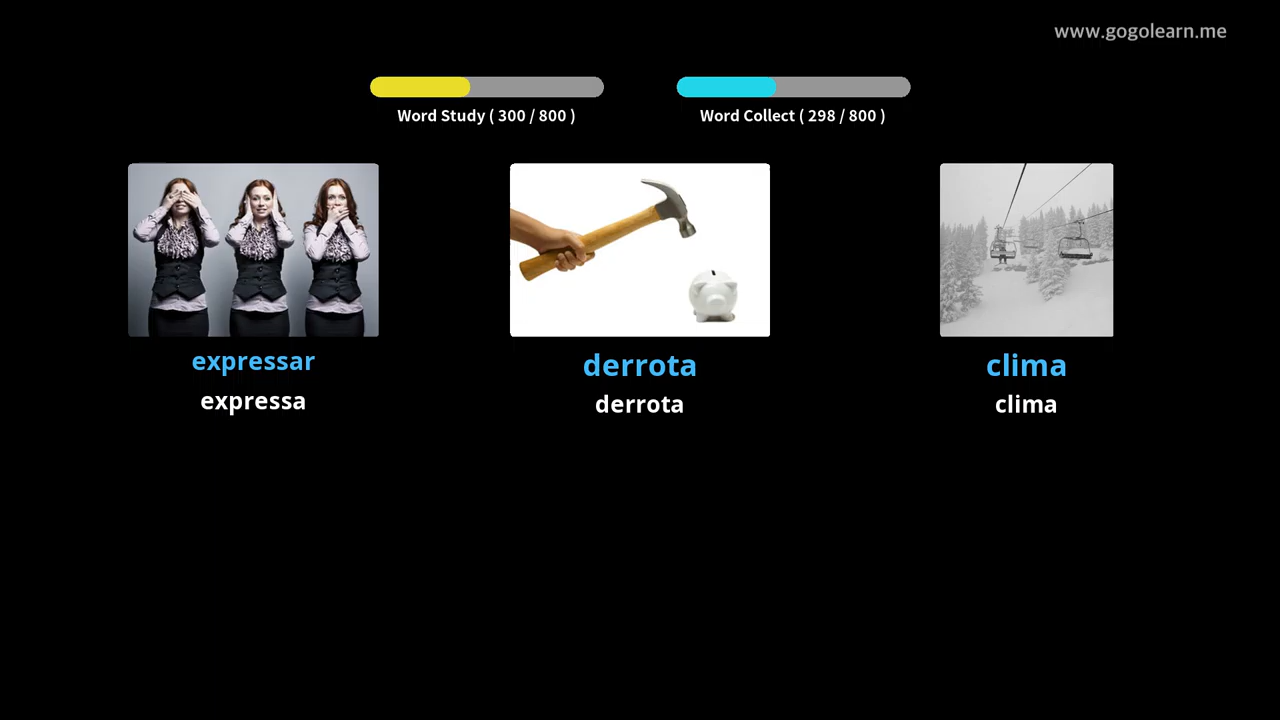 www.gogolearn.me
Word Study ( 300 / 800 )
Word Collect ( 298 / 800 )
expressar
expressa
derrota
derrota
clima
clima